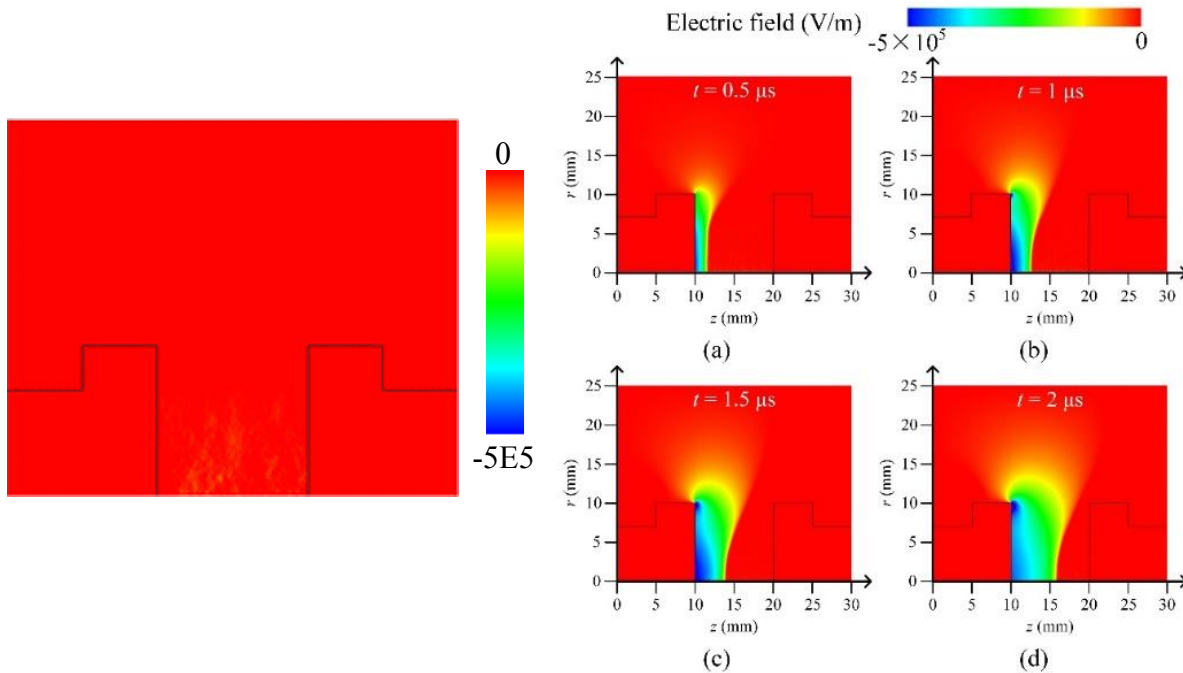 0
-5E5
Electric field (V/m)
-5×10⁵ 0
t = 0.5 μs
25
20
15
10
5
0
r (mm)
0 5 10 15 20 25 30
z (mm)
(a)
t = 1 μs
25
20
15
10
5
0
r (mm)
0 5 10 15 20 25 30
z (mm)
(b)
t = 1.5 μs
25
20
15
10
5
0
r (mm)
0 5 10 15 20 25 30
z (mm)
(c)
t = 2 μs
25
20
15
10
5
0
r (mm)
0 5 10 15 20 25 30
z (mm)
(d)